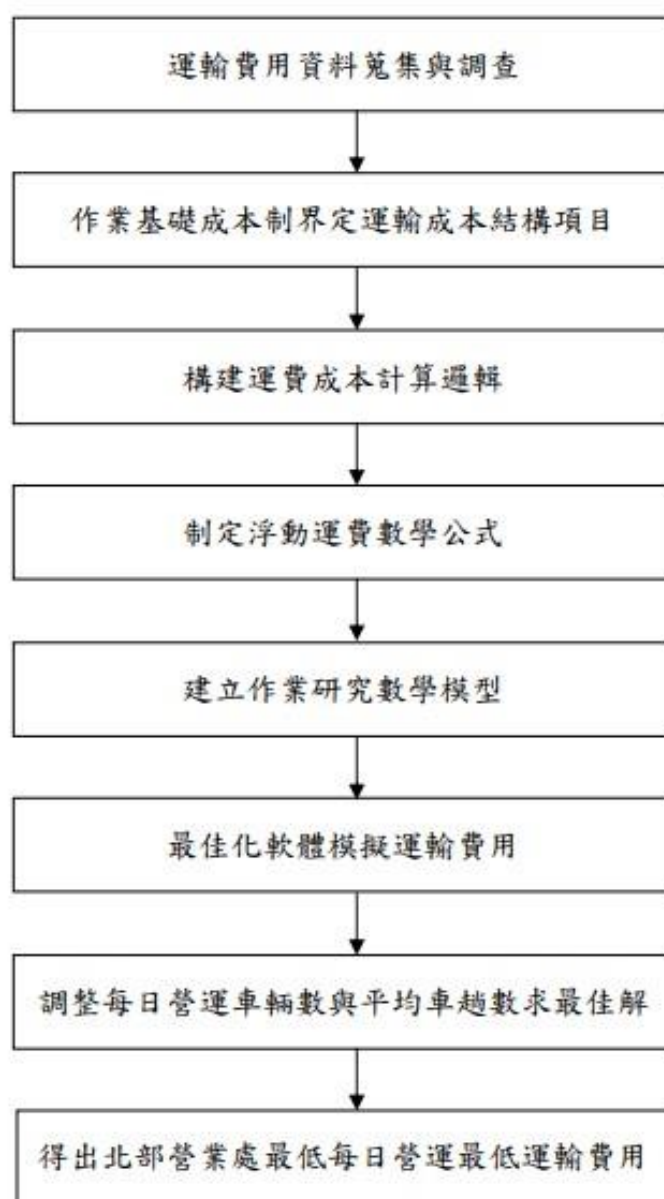 運輸費用資料蒐集與調查
作業基礎成本制界定運輸成本結構項目
構建運費成本計算邏輯
制定浮動運費數學公式
建立作業研究數學模型
最佳化軟體模擬運輸費用
調整每日營運車輛數與平均車趟數求最佳解
得出北部營業處最低每日營運最低運輸費用